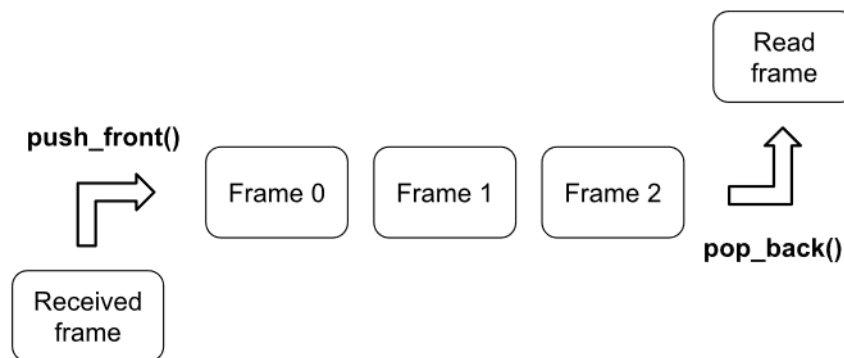 Read
frame
push_front()
Frame 0
Frame 1
Frame 2
pop_back()
Received
frame